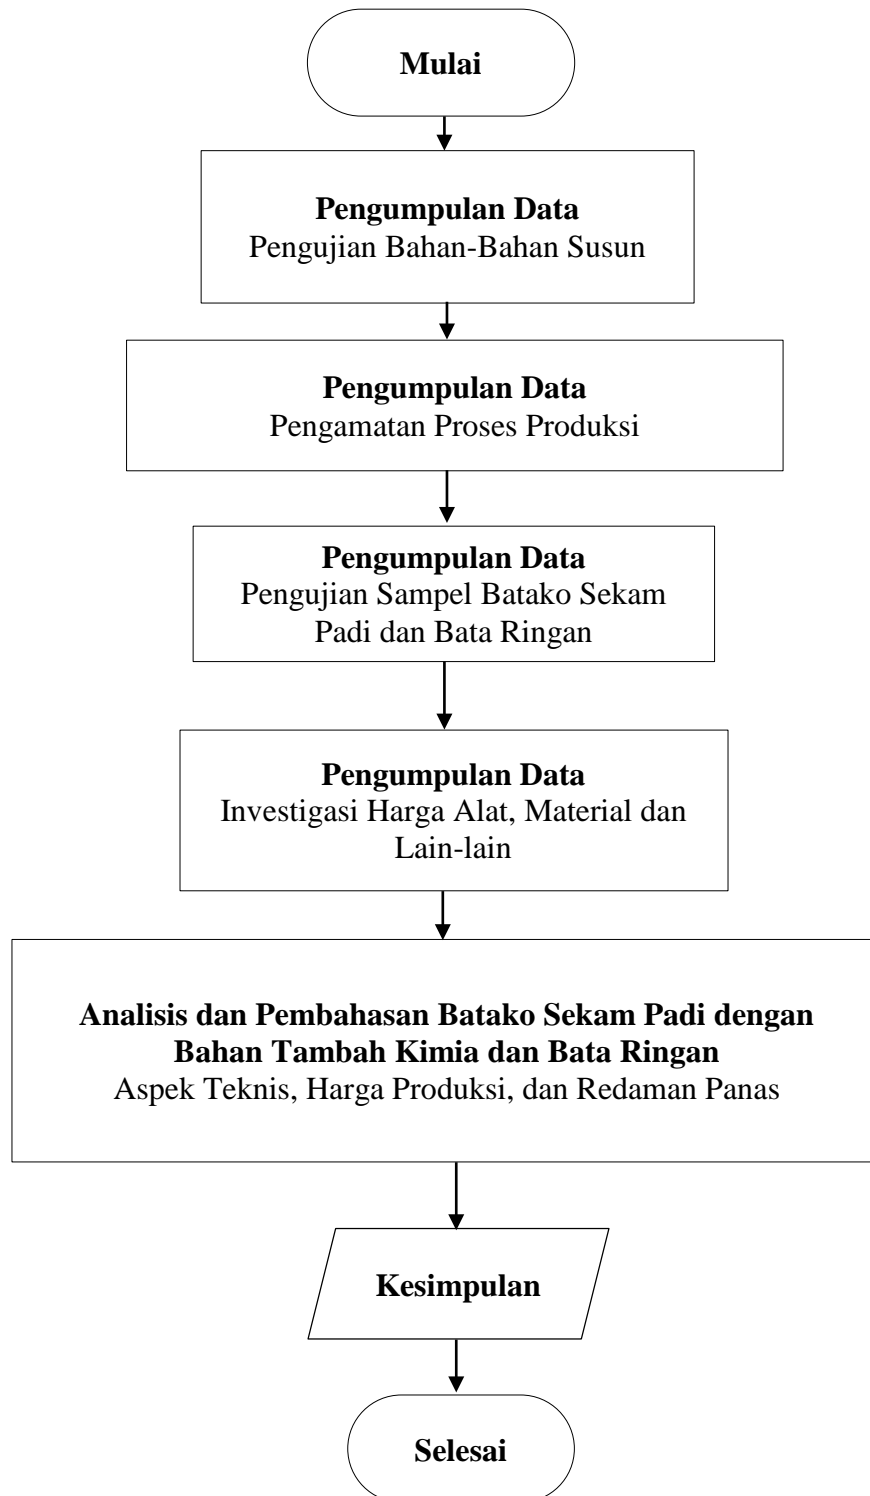 Mulai
Pengumpulan Data
Pengujian Bahan-Bahan Susun
Pengumpulan Data
Pengamatan Proses Produksi
Pengumpulan Data
Pengujian Sampel Batako Sekam
Padi dan Bata Ringan
Pengumpulan Data
Investigasi Harga Alat, Material dan
Lain-lain
Analisis dan Pembahasan Batako Sekam Padi dengan
Bahan Tambah Kimia dan Bata Ringan
Aspek Teknis, Harga Produksi, dan Redaman Panas
Kesimpulan
Selesai